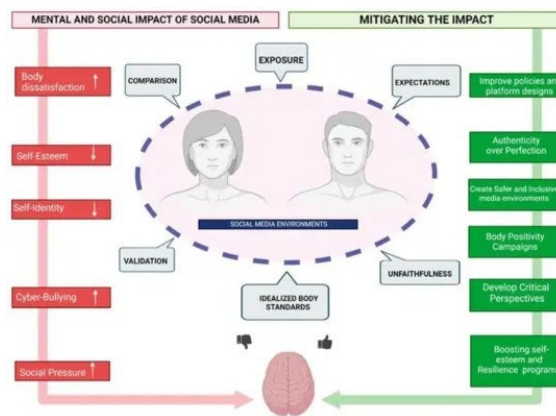 MENTAL AND SOCIAL IMPACT OF SOCIAL MEDIA
MITIGATING THE IMPACT
EXPOSURE
COMPARISON
EXPECTATIONS
Body
dissatisfaction ↑
Self-Esteem ↓
Self-Identity ↓
Cyber-Bullying ↑
Social Pressure ↑
SOCIAL MEDIA ENVIRONMENTS
VALIDATION
UNFAITHFULNESS
IDEALIZED BODY
STANDARDS
Improve policies an
platform designs
Authenticity
over Perfection
Create Safer and Inclusive
media environments
Body Positivity
Campaigns
Develop Critical
Perspectives
Boosting self-
esteem and
Resilience program